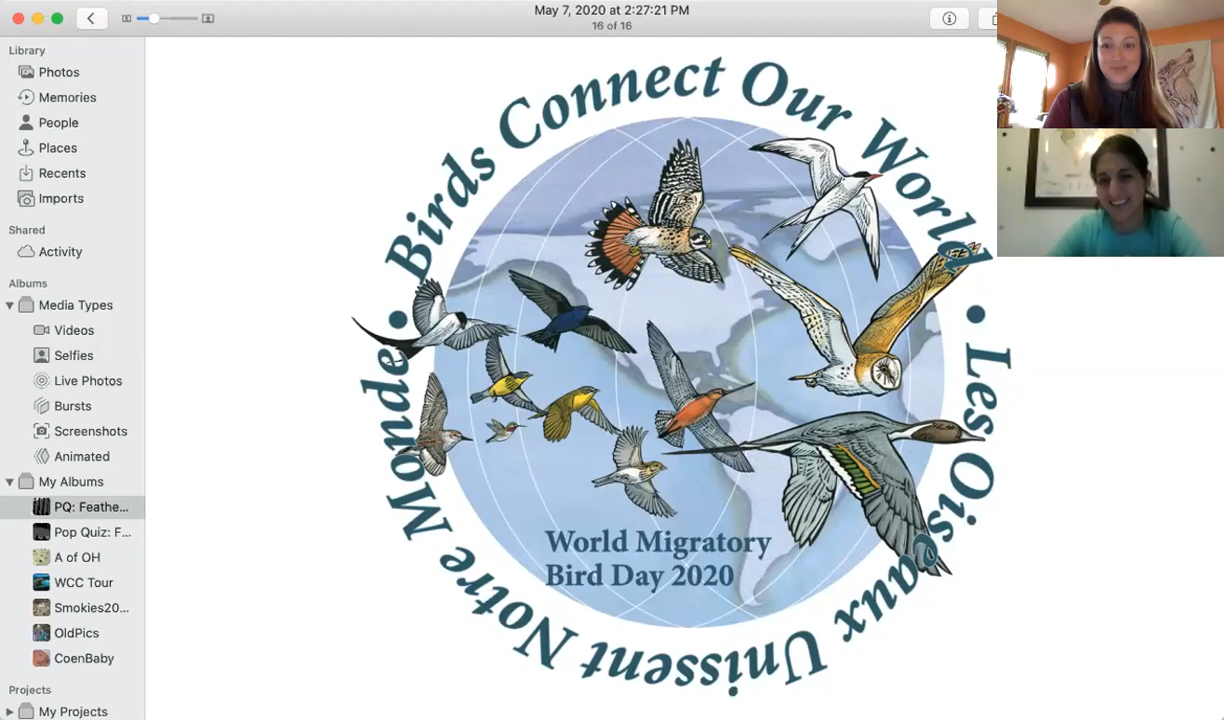 May 7, 2020 at 2:27:21 PM
16 of 16
Library
Photos
Memories
People
Places
Recents
Imports
Shared
Activity
Albums
Media Types
Videos
Selfies
Live Photos
Bursts
Screenshots
Animated
My Albums
PQ: Feathe...
Pop Quiz: F...
A of OH
WCC Tour
Smokies20...
OldPics
CoenBaby
Projects
My Projects
Birds Connect Our World •
Les Oiseaux Unissent Notre Monde •
World Migratory
Bird Day 2020